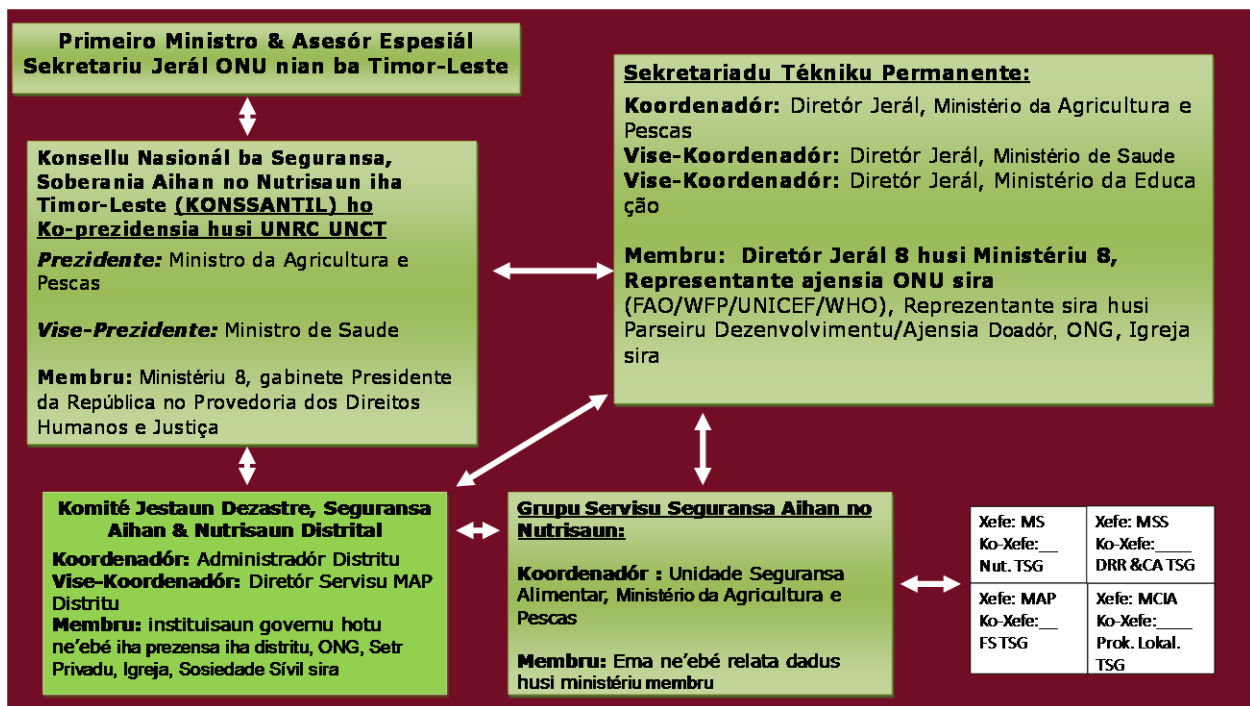 Primeiro Ministro & Asesór Espesiál
Sekretariu Jerál ONU nian ba Timor-Leste
Konsellu Nasionál ba Seguransa,
Soberania Aihan no Nutrisaun iha
Timor-Leste (KONSSANTIL) ho
Ko-prezidensia husi UNRC UNCT
Prezidente: Ministro da Agricultura e
Pescas
Vise-Prezidente: Ministro de Saude
Membru: Ministériu 8, gabinete Presidente
da República no Provedoria dos Direitos
Humanos e Justiça
Sekretariadu Tékniku Permanente:
Koordenadór: Diretór Jerál, Ministério da Agricultura e
Pescas
Vise-Koordenadór: Diretór Jerál, Ministério de Saude
Vise-Koordenadór: Diretór Jerál, Ministério da Educa
ção
Membru:  Diretór Jerál 8 husi Ministériu 8,
Representante ajensia ONU sira
(FAO/WFP/UNICEF/WHO), Reprezentante sira husi
Parseiru Dezenvolvimentu/Ajensia Doadór, ONG, Igreja
sira
Komité Jestaun Dezastre, Seguransa
Aihan & Nutrisaun Distrital
Koordenadór: Administradór Distritu
Vise-Koordenadór: Diretór Servisu MAP
Distritu
Membru: instituisaun governu hotu
ne'ebé iha prezensa iha distritu, ONG, Setr
Privadu, Igreja, Sosiedade Sívil sira
Grupu Servisu Seguransa Aihan no
Nutrisaun:
Koordenadór : Unidade Seguransa
Alimentar, Ministério da Agricultura e
Pescas
Membru: Ema ne'ebé relata dadus
husi ministériu membru
Xefe: MS
Ko-Xefe:__
Nut. TSG
Xefe: MSS
Ko-Xefe:____
DRR &CA TSG
Xefe: MAP
Ko-Xefe:__
FS TSG
Xefe: MCIA
Ko-Xefe:____
Prok. Lokal.
TSG